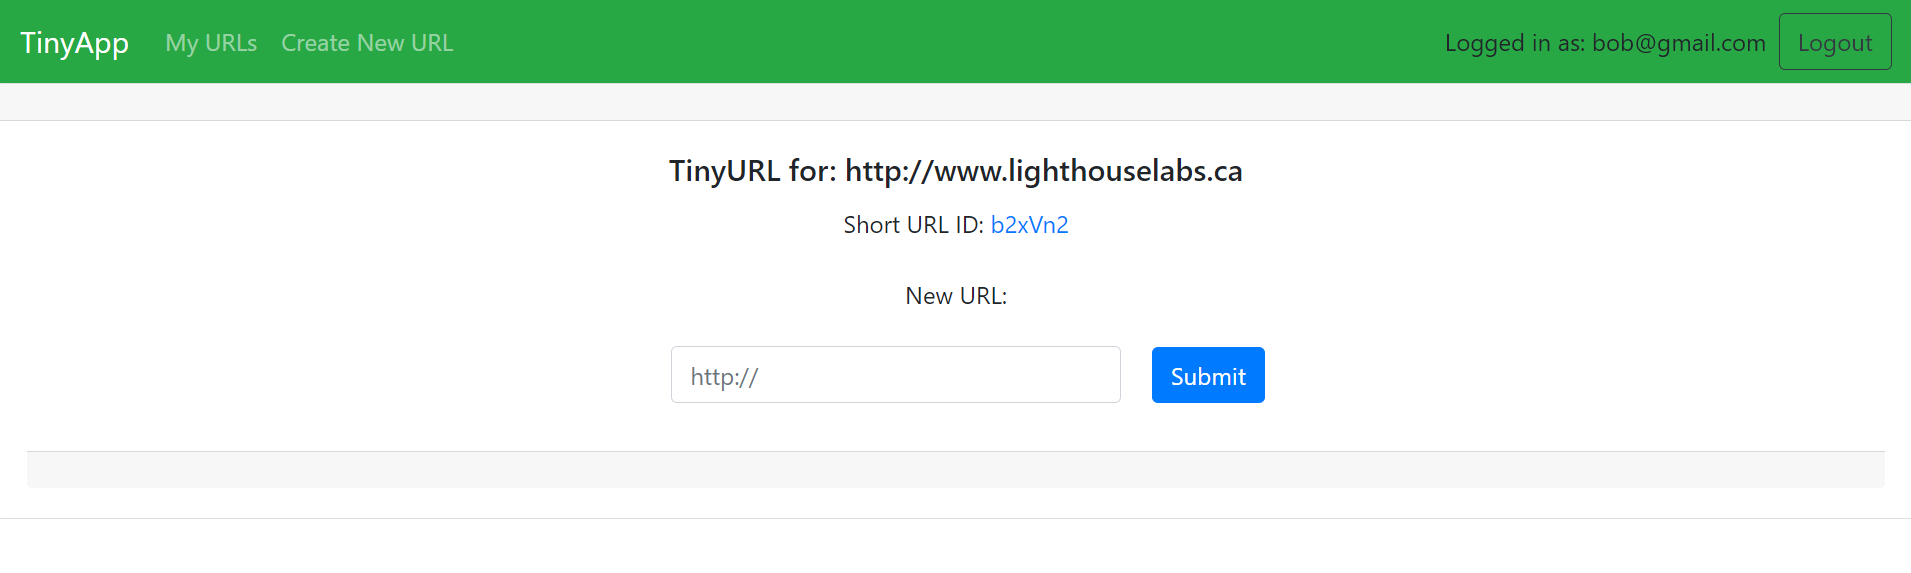 TinyApp My URLs Create New URL Logged in as: bob@gmail.com Logout
TinyURL for: http://www.lighthouselabs.ca
Short URL ID: b2xVn2
New URL:
http:// Submit